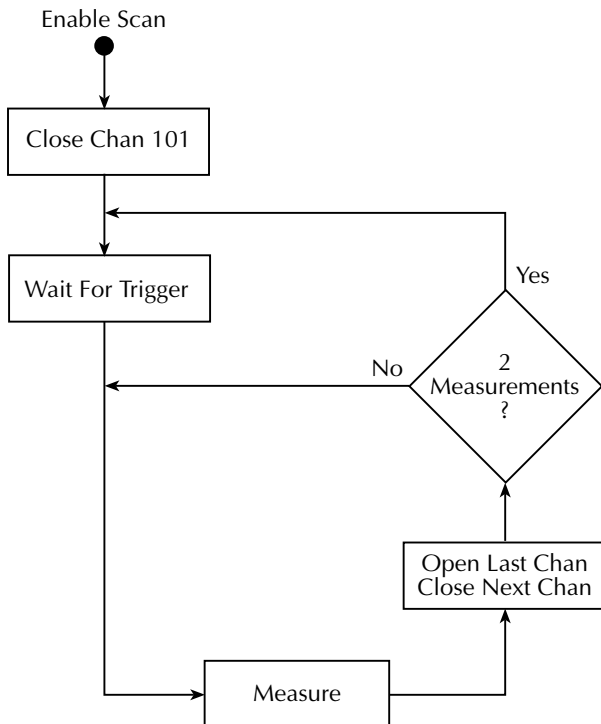 Enable Scan
Close Chan 101
Wait For Trigger
Yes
No
2
Measurements
?
Open Last Chan
Close Next Chan
Measure